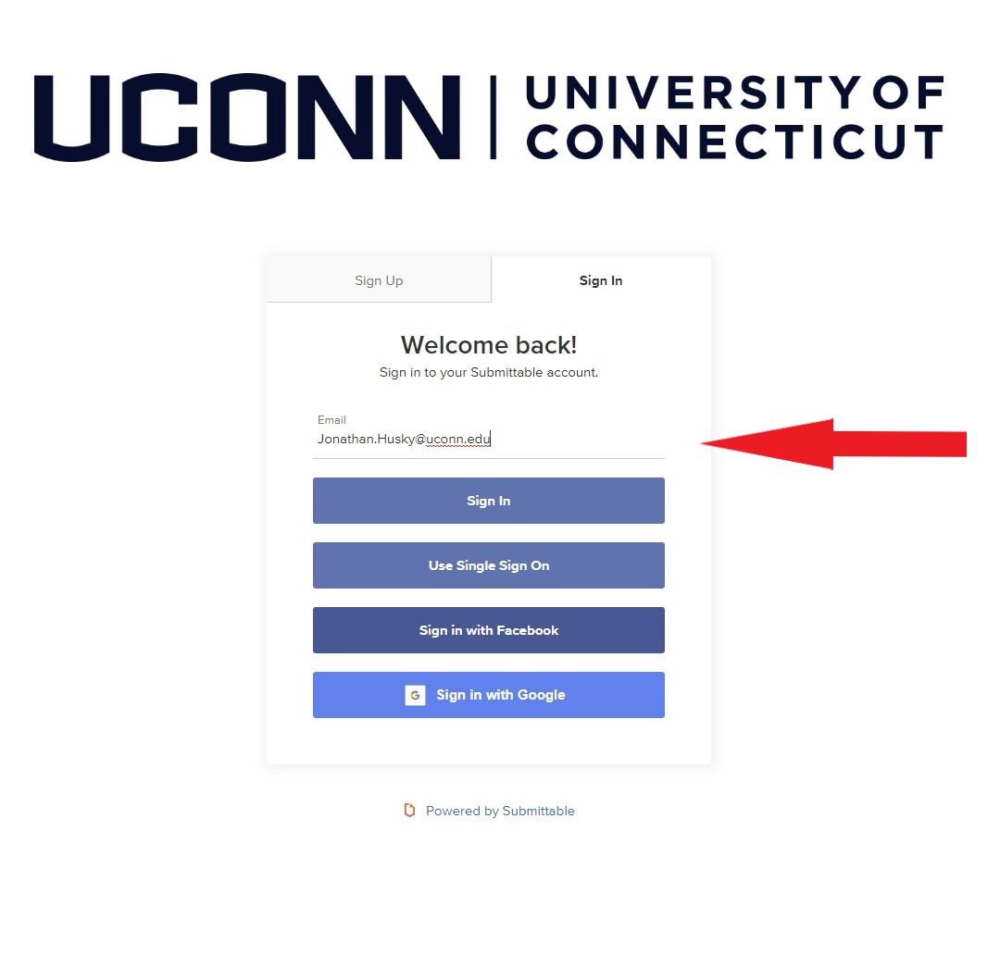 UCONN
UNIVERSITY OF
CONNECTICUT
Sign Up
Sign In
Welcome back!
Sign in to your Submittable account.
Email
Jonathan.Husky@uconn.edu
Sign In
Use Single Sign On
Sign in with Facebook
G Sign in with Google
Powered by Submittable